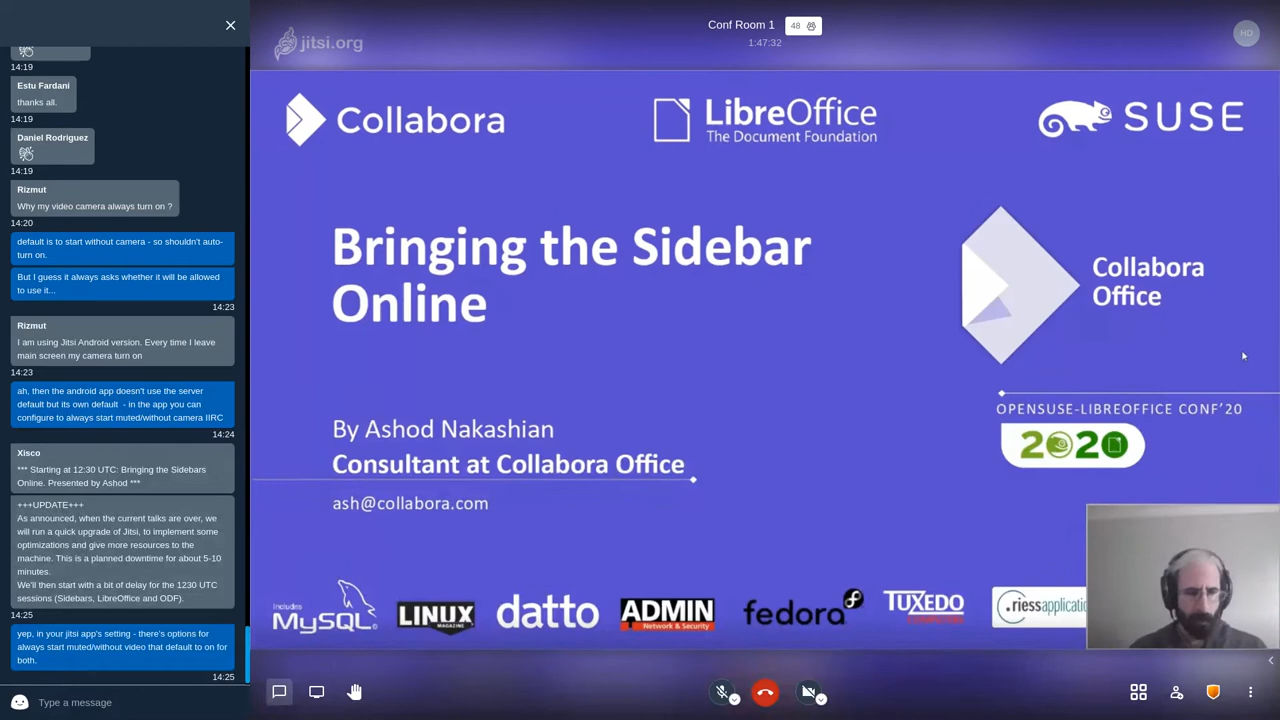 14:19
Estu Fardani
thanks all.
14:19
Daniel Rodriguez
14:19
Rizmut
Why my video camera always turn on ?
14:20
default is to start without camera - so shouldn't auto-
turn on.
But I guess it always asks whether it will be allowed
to use it...
14:23
Rizmut
I am using Jitsi Android version. Every time I leave
main screen my camera turn on
14:23
ah, then the android app doesn't use the server
default but its own default  - in the app you can
configure to always start muted/without camera IIRC
14:24
Xisco
*** Starting at 12:30 UTC: Bringing the Sidebars
Online. Presented by Ashod ***
+++UPDATE+++
As announced, when the current talks are over, we
will run a quick upgrade of Jitsi, to implement some
optimizations and give more resources to the
machine. This is a planned downtime for about 5-10
minutes.
We'll then start with a bit of delay for the 1230 UTC
sessions (Sidebars, LibreOffice and ODF).
14:25
yep, in your jitsi app's setting - there's options for
always start muted/without video that default to on for
both.
14:25
Type a message
jitsi.org
Conf Room 1
48
1:47:32
HD
Collabora
LibreOffice
The Document Foundation
SUSE
Bringing the Sidebar
Online
Collabora
Office
OPENSUSE-LIBREOFFICE CONF'20
2020
By Ashod Nakashian
Consultant at Collabora Office
ash@collabora.com
Includes
MySQL
LINUX
MAGAZINE
datto
ADMIN
Network & Security
fedora
TUXEDO
COMPUTERS
.riessapplicatio